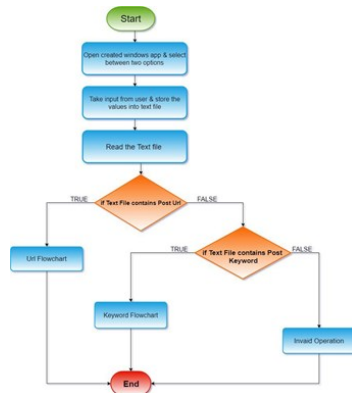 Start
Open created windows app & select
between two options
Take input from user & store the
values into text file
Read the Text file
if Text File contains Post Url
TRUE
FALSE
Url Flowchart
if Text File contains Post
Keyword
TRUE
FALSE
Keyword Flowchart
Invaid Operation
End